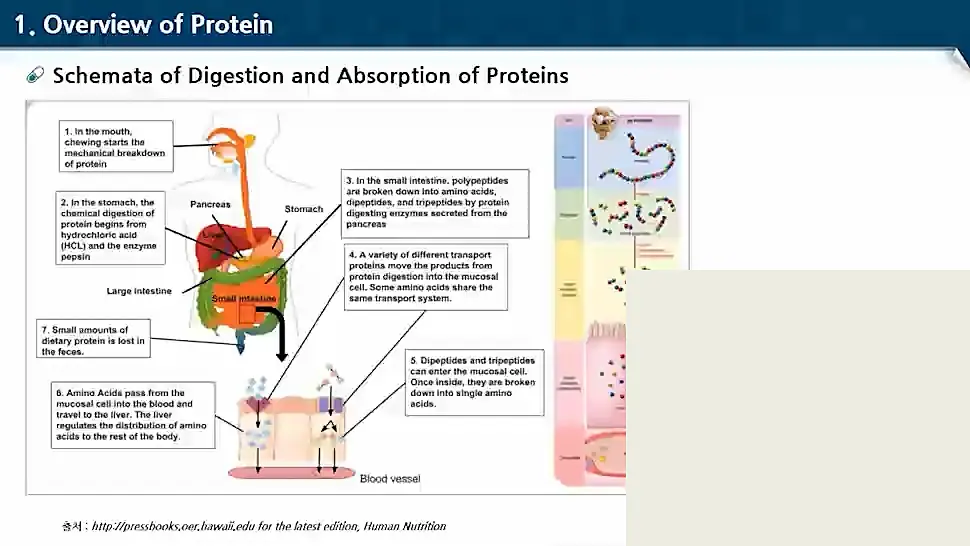 1. Overview of Protein
Schemata of Digestion and Absorption of Proteins
1. In the mouth,
chewing starts the
mechanical breakdown
of protein
2. In the stomach, the
chemical digestion of
protein begins from
hydrochloric acid
(HCL) and the enzyme
pepsin
Pancreas
Stomach
Liver
Large intestine
Small intestine
3. In the small intestine, polypeptides
are broken down into amino acids,
dipeptides, and tripeptides by protein
digesting enzymes secreted from the
pancreas
4. A variety of different transport
proteins move the products from
protein digestion into the mucosal
cell. Some amino acids share the
same transport system.
7. Small amounts of
dietary protein is lost in
the feces.
5. Dipeptides and tripeptides
can enter the mucosal cell.
Once inside, they are broken
down into single amino
acids.
6. Amino Acids pass from the
mucosal cell into the blood and
travel to the liver. The liver
regulates the distribution of amino
acids to the rest of the body.
Blood vessel
출처 : http://pressbooks.oer.hawaii.edu for the latest edition, Human Nutrition